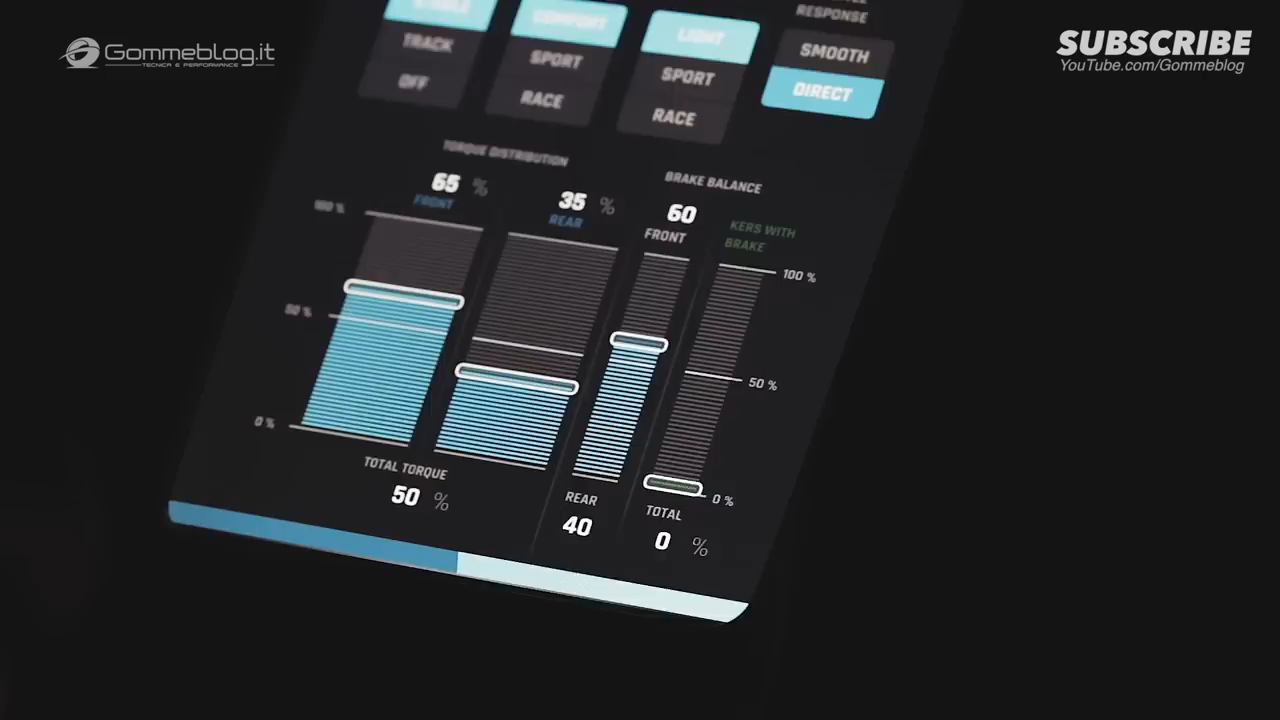 Gommeblog.it
TECNICA E PERFORMANCE
SUBSCRIBE
YouTube.com/Gommeblog
TRACK
OFF
COMFORT
SPORT
RACE
LIGHT
SPORT
RACE
RESPONSE
SMOOTH
DIRECT
TORQUE DISTRIBUTION
65 %
FRONT
35 %
REAR
100 %
50 %
0 %
TOTAL TORQUE
50 %
BRAKE BALANCE
60
FRONT
REAR
40
KERS WITH
BRAKE
100 %
50 %
0 %
TOTAL
0 %